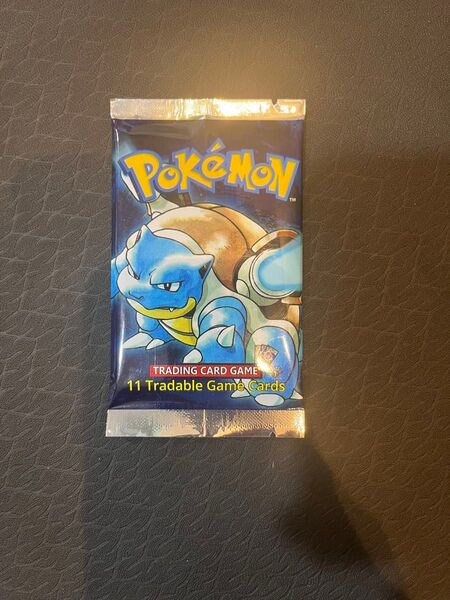 POKéMON
TM
TRADING CARD GAME
11 Tradable Game Cards